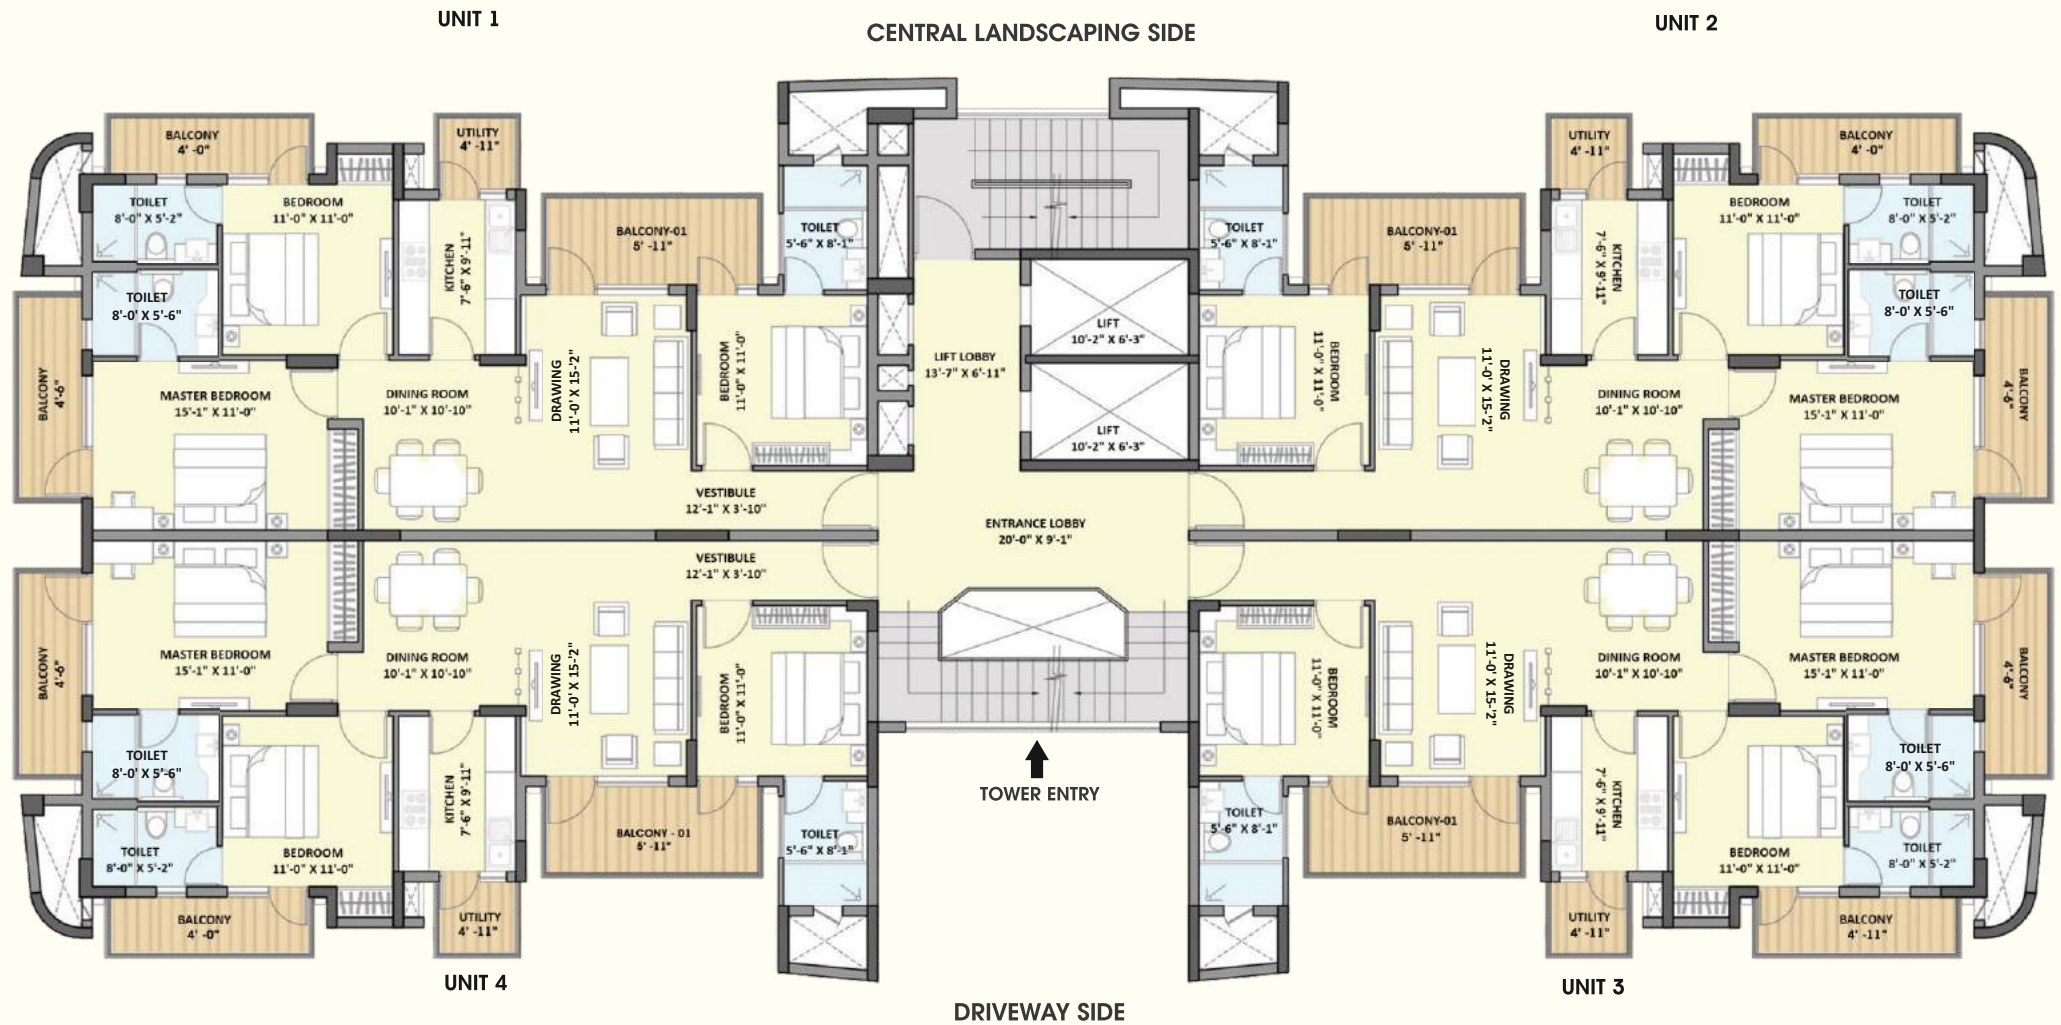 UNIT 1
CENTRAL LANDSCAPING SIDE
UNIT 2
BALCONY
4' -0"
UTILITY
4' -11"
TOILET
8'-0" X 5'-2"
BEDROOM
11'-0" X 11'-0"
KITCHEN
7'-6" X 9'-11"
BALCONY-01
5' -11"
TOILET
5'-6" X 8'-1"
TOILET
8'-0' X 5'-6"
BALCONY
4'-6"
MASTER BEDROOM
15'-1" X 11'-0"
DINING ROOM
10'-1" X 10'-10"
DRAWING
11'-0' X 15-'2"
BEDROOM
11'-0" X 11'-0"
VESTIBULE
12'-1" X 3'-10"
LIFT
10'-2" X 6'-3"
LIFT LOBBY
13'-7" X 6'-11"
LIFT
10'-2" X 6'-3"
ENTRANCE LOBBY
20'-0" X 9'-1"
TOILET
5'-6" X 8'-1"
BALCONY-01
5' -11"
UTILITY
4' -11"
BALCONY
4' -0"
KITCHEN
7'-6" X 9'-11"
BEDROOM
11'-0" X 11'-0"
TOILET
8'-0" X 5'-2"
TOILET
8'-0' X 5'-6"
BEDROOM
11'-0" X 11'-0"
DRAWING
11'-0' X 15-'2"
DINING ROOM
10'-1" X 10'-10"
MASTER BEDROOM
15'-1" X 11'-0"
BALCONY
4'-6"
VESTIBULE
12'-1" X 3'-10"
BALCONY
4'-6"
MASTER BEDROOM
15'-1" X 11'-0"
DINING ROOM
10'-1" X 10'-10"
DRAWING
11'-0' X 15-'2"
BEDROOM
11'-0" X 11'-0"
TOILET
8'-0' X 5'-6"
TOILET
8'-0" X 5'-2"
BEDROOM
11'-0" X 11'-0"
KITCHEN
7'-6" X 9'-11"
BALCONY - 01
5' -11"
TOILET
5'-6" X 8'-1"
BALCONY
4' -0"
UTILITY
4' -11"
TOWER ENTRY
BEDROOM
11'-0" X 11'-0"
DRAWING
11'-0' X 15-'2"
DINING ROOM
10'-1" X 10'-10"
MASTER BEDROOM
15'-1" X 11'-0"
BALCONY
4'-6"
TOILET
5'-6" X 8'-1"
BALCONY-01
5' -11"
KITCHEN
7'-6" X 9'-11"
TOILET
8'-0' X 5'-6"
BEDROOM
11'-0" X 11'-0"
TOILET
8'-0" X 5'-2"
UTILITY
4' -11"
BALCONY
4' -11"
UNIT 4
UNIT 3
DRIVEWAY SIDE